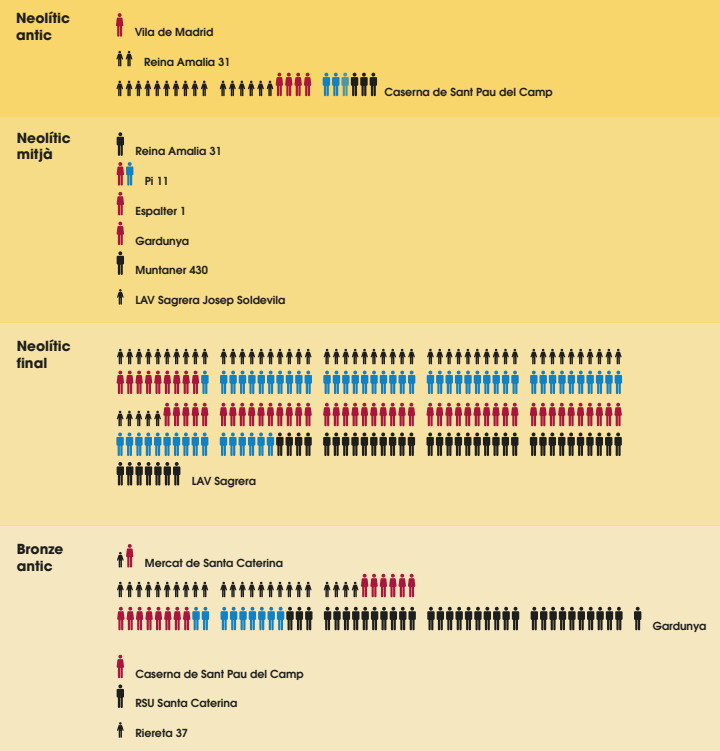 Neolític
antic
Vila de Madrid
Reina Amalia 31
Caserna de Sant Pau del Camp
Neolític
mitjà
Reina Amalia 31
Pi 11
Espalter 1
Gardunya
Muntaner 430
LAV Sagrera Josep Soldevila
Neolític
final
LAV Sagrera
Bronze
antic
Mercat de Santa Caterina
Gardunya
Caserna de Sant Pau del Camp
RSU Santa Caterina
Riereta 37